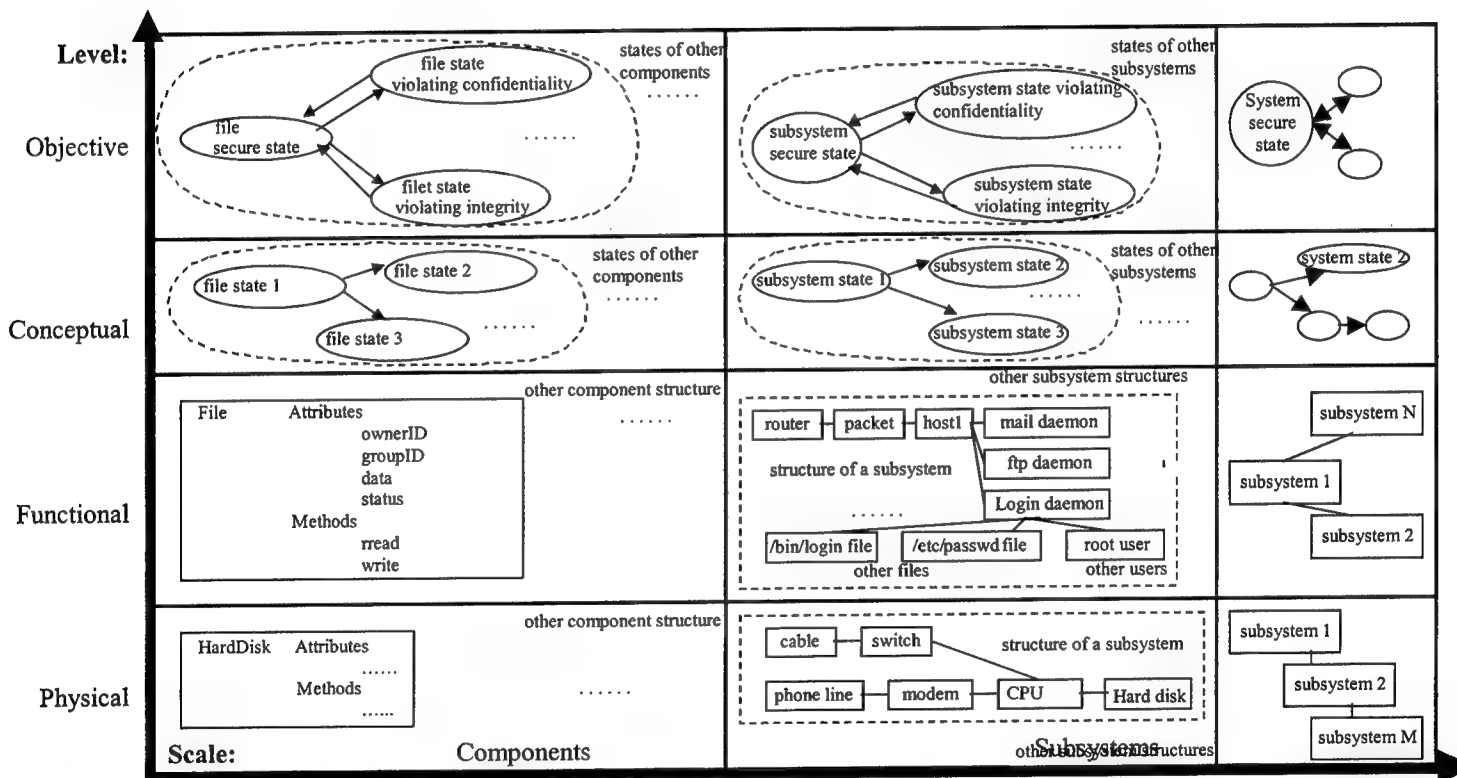 Level:
Objective
file state
violating confidentiality
states of other
components
......
file
secure state
......
filet state
violating integrity
states of other
subsystems
......
subsystem state violating
confidentiality
subsystem
secure state
......
subsystem state
violating integrity
System
secure
state
Conceptual
file state 1
file state 2
file state 3
......
states of other
components
......
subsystem state 1
subsystem state 2
......
subsystem state 3
states of other
subsystems
......
system state 2
Functional
other component structure
......
File Attributes
ownerID
groupID
data
status
Methods
rread
write
other subsystem structures
router packet host1 mail daemon
structure of a subsystem
ftp daemon
......
Login daemon
/bin/login file /etc/passwd file root user
other files other users
subsystem N
subsystem 1
subsystem 2
Physical
other component structure
......
HardDisk Attributes
......
Methods
......
cable switch structure of a subsystem
phone line modem CPU Hard disk
other subsystem structures
subsystem 1
subsystem 2
subsystem M
Scale: Components Subsystems